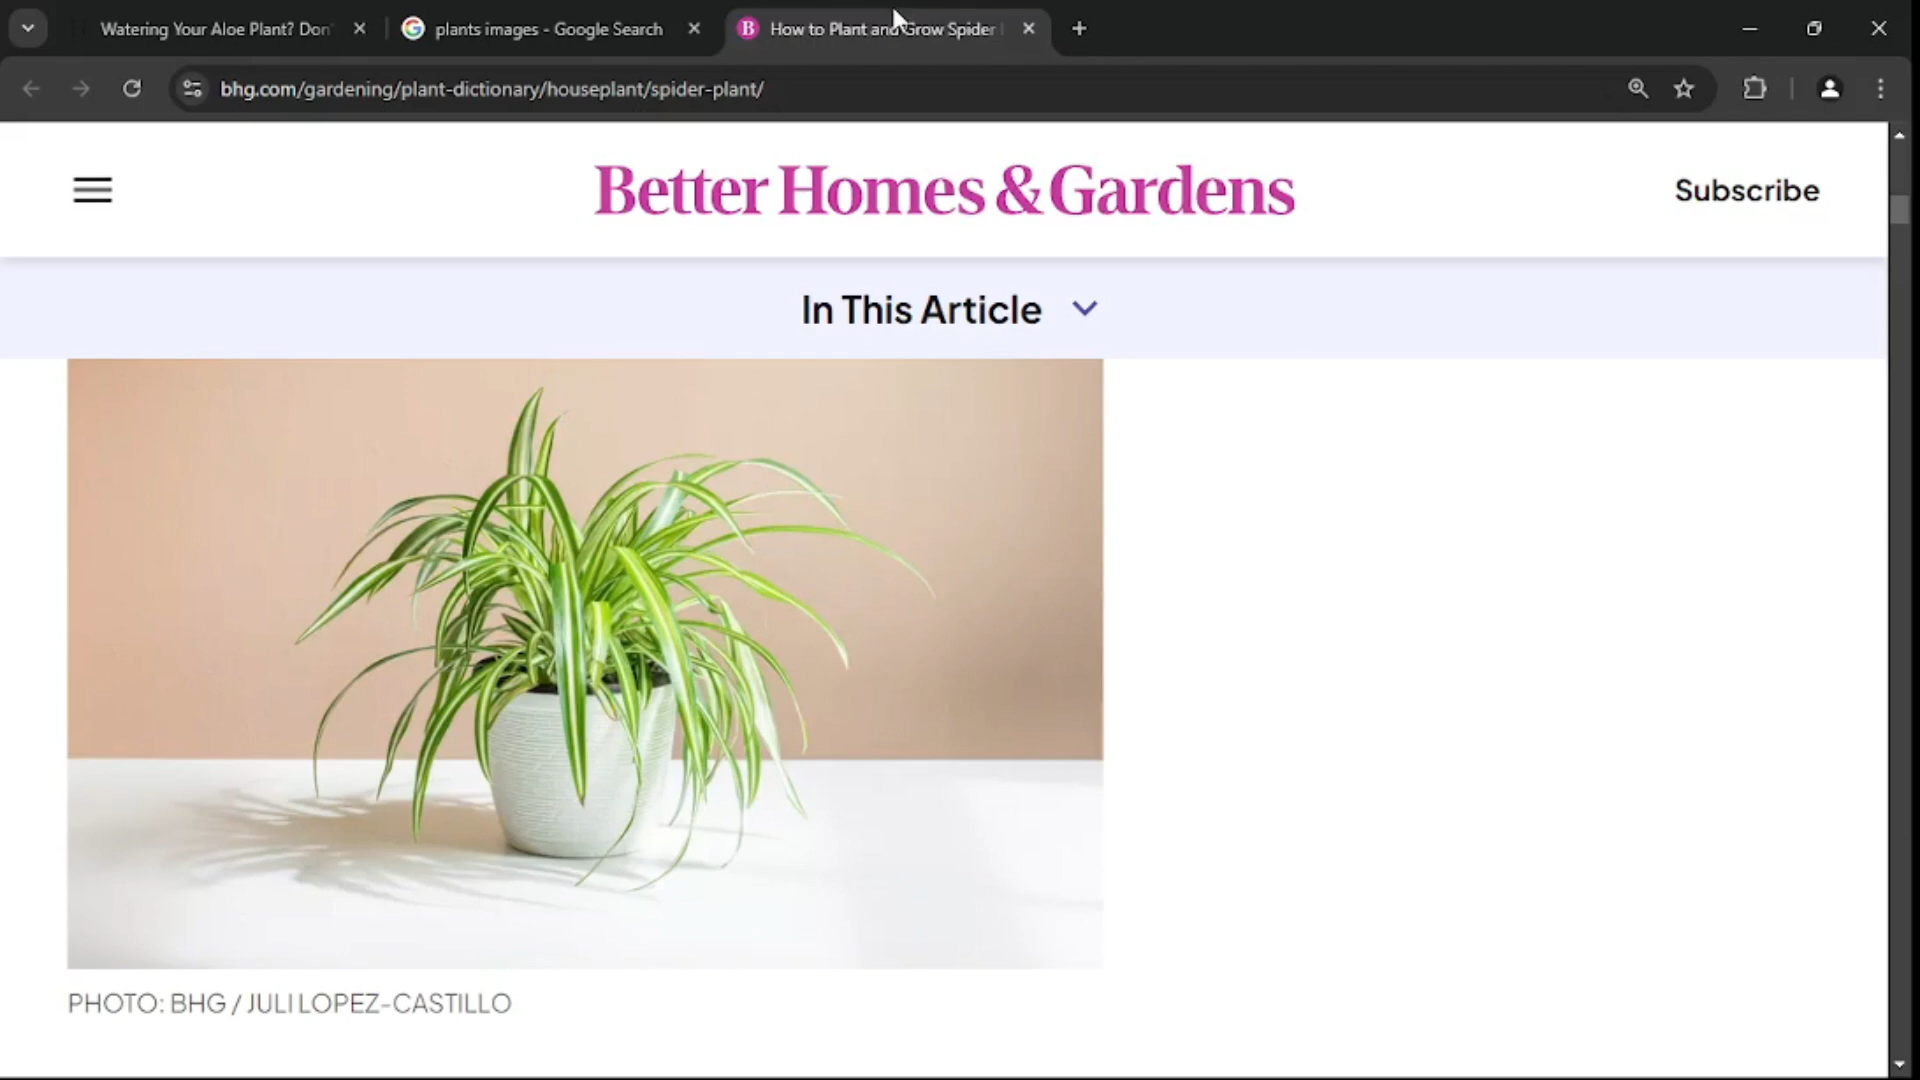 Watering Your Aloe Plant? Don'
plants images - Google Search
B How to Plant and Grow Spider
bhg.com/gardening/plant-dictionary/houseplant/spider-plant/
Better Homes & Gardens
Subscribe
In This Article
PHOTO: BHG / JULI LOPEZ-CASTILLO